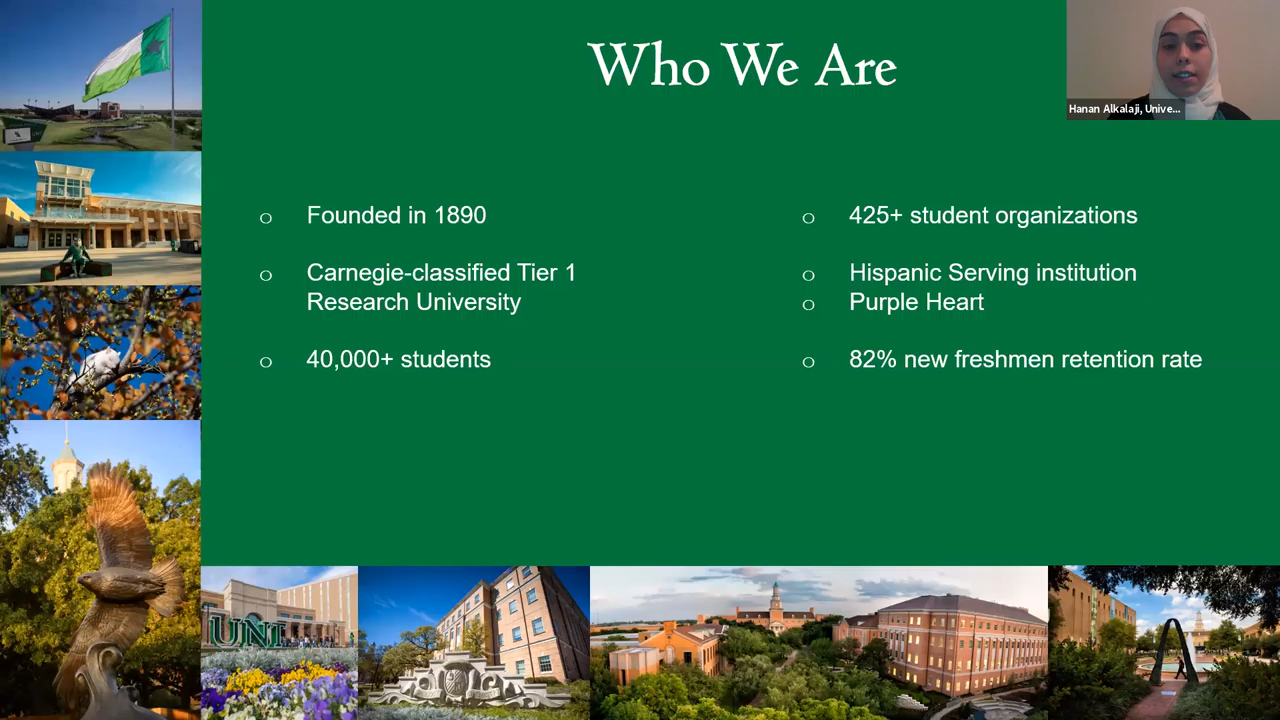 Who We Are
Hanan Alkalaji, Unive...
Founded in 1890
Carnegie-classified Tier 1
Research University
40,000+ students
425+ student organizations
Hispanic Serving institution
Purple Heart
82% new freshmen retention rate
UNT